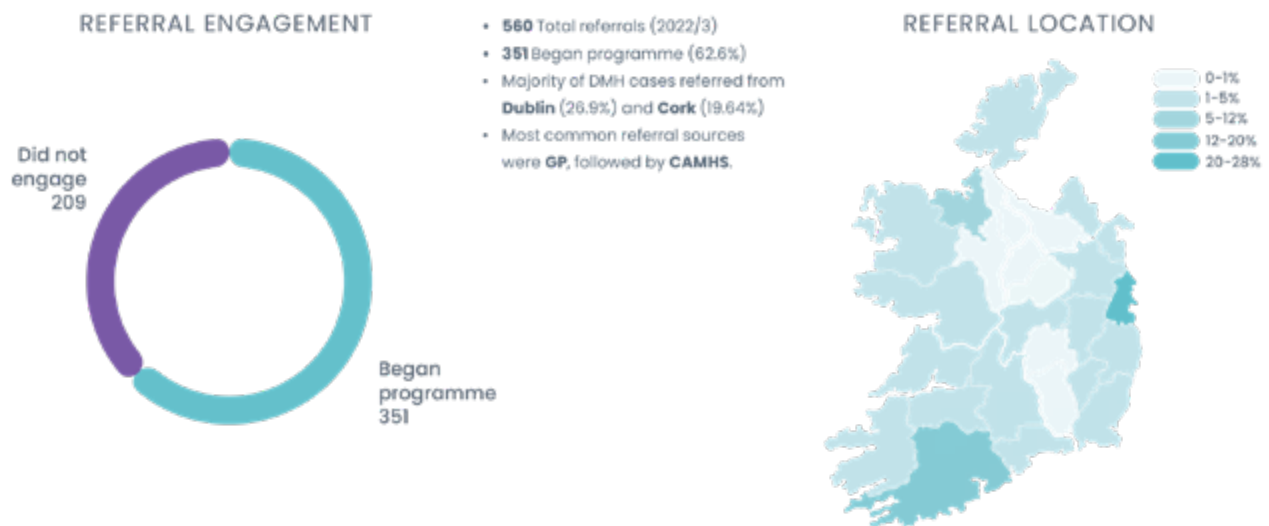 REFERRAL ENGAGEMENT
Did not
engage
209
Began
programme
351
• 560 Total referrals (2022/3)
• 351 Began programme (62.6%)
• Majority of DMH cases referred from
Dublin (26.9%) and Cork (19.64%)
• Most common referral sources
were GP, followed by CAMHS.
REFERRAL LOCATION
0-1%
1-5%
5-12%
12-20%
20-28%